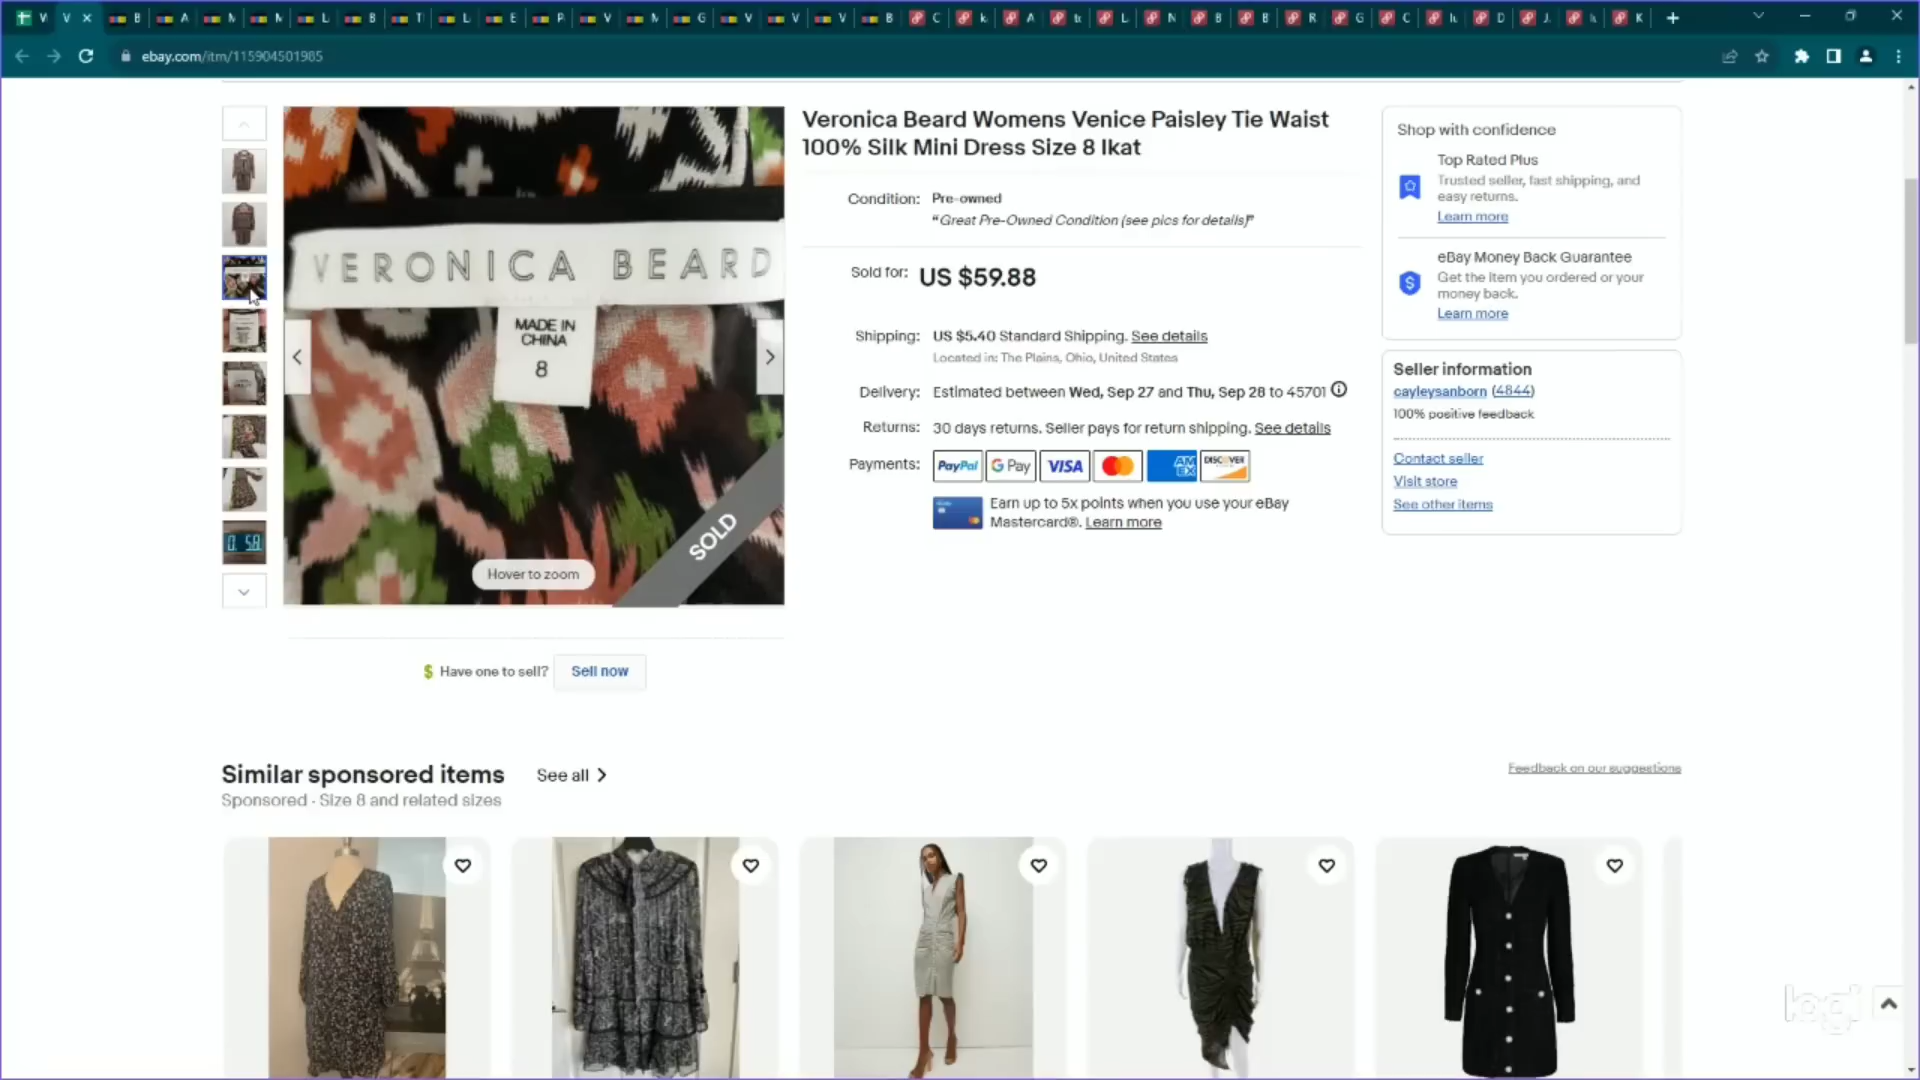 ebay.com/itm/115904501985
Veronica Beard Womens Venice Paisley Tie Waist
100% Silk Mini Dress Size 8 Ikat
Condition: Pre-owned
"Great Pre-Owned Condition (see pics for details)"
Sold for: US $59.88
Shipping: US $5.40 Standard Shipping. See details
Located in: The Plains, Ohio, United States
Delivery: Estimated between Wed, Sep 27 and Thu, Sep 28 to 45701
Returns: 30 days returns. Seller pays for return shipping. See details
Payments: PayPal G Pay VISA AM EX DISCOVER
Earn up to 5x points when you use your eBay
Mastercard®. Learn more
Shop with confidence
Top Rated Plus
Trusted seller, fast shipping, and
easy returns.
Learn more
eBay Money Back Guarantee
Get the item you ordered or your
money back.
Learn more
Seller information
cayleysanborn (4844)
100% positive feedback
Contact seller
Visit store
See other items
VERONICA BEARD
MADE IN
CHINA
8
SOLD
Hover to zoom
0. 5.8.
$ Have one to sell? Sell now
Similar sponsored items See all
Sponsored · Size 8 and related sizes
Feedback on our suggestions
logi